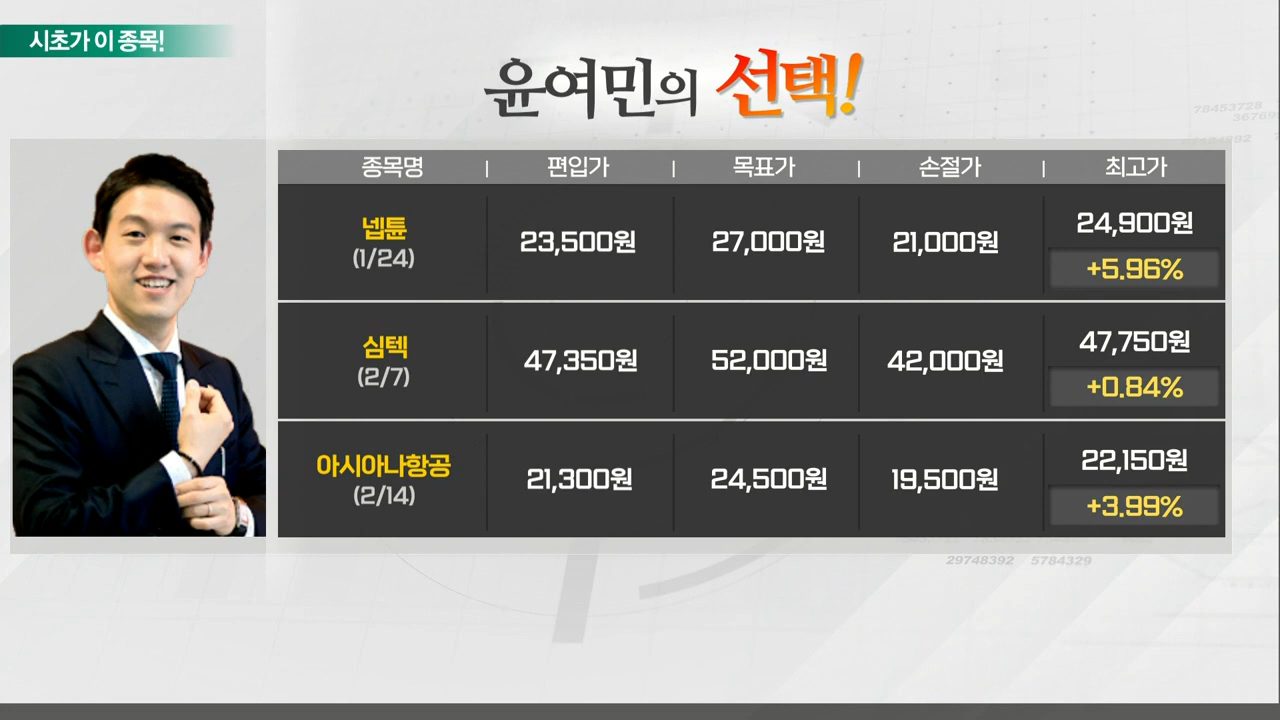 시초가 이 종목!
윤여민의 선택!
종목명 | 편입가 | 목표가 | 손절가 | 최고가
넵튠
(1/24)
23,500원
27,000원
21,000원
24,900원
+5.96%
심텍
(2/7)
47,350원
52,000원
42,000원
47,750원
+0.84%
아시아나항공
(2/14)
21,300원
24,500원
19,500원
22,150원
+3.99%
78453728
29748392 5784329